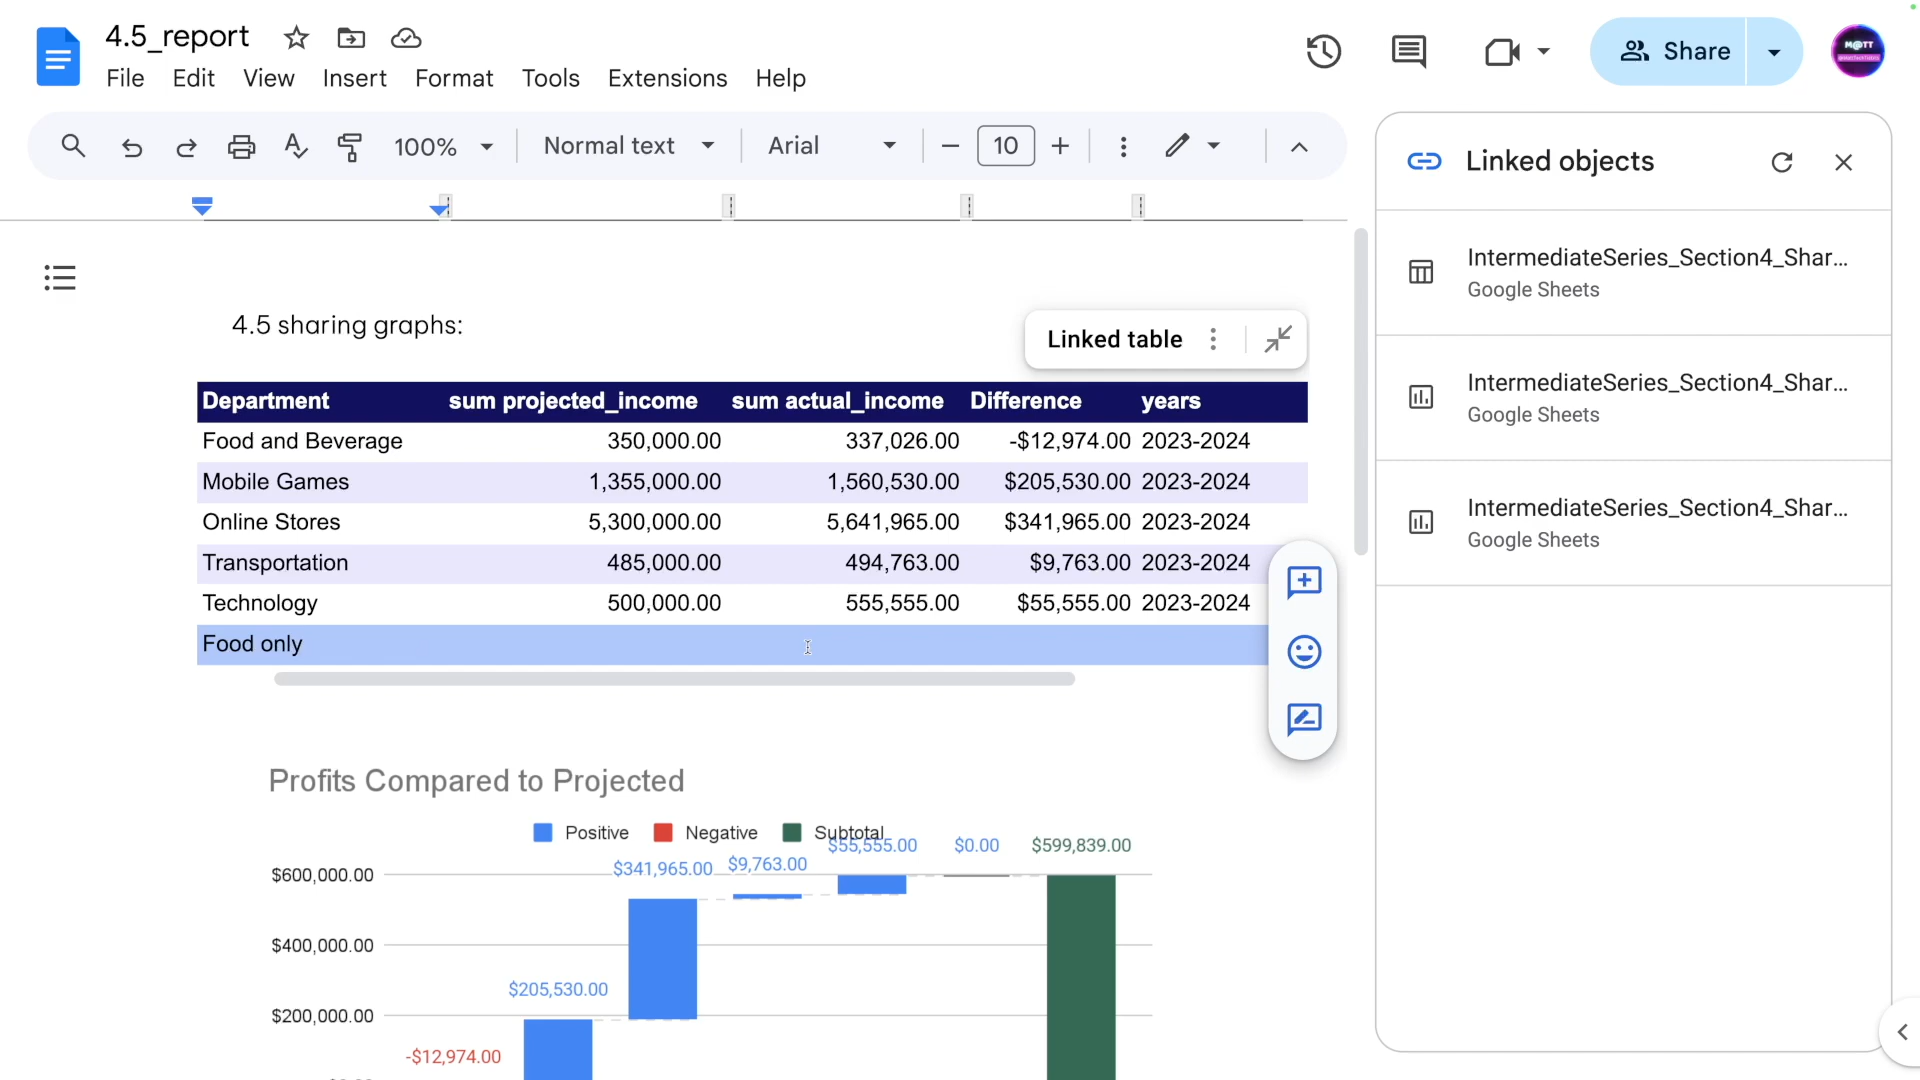 4.5_report
File Edit View Insert Format Tools Extensions Help
Share
M@TT
100% Normal text Arial 10
Linked objects
IntermediateSeries_Section4_Shar...
Google Sheets
IntermediateSeries_Section4_Shar...
Google Sheets
IntermediateSeries_Section4_Shar...
Google Sheets
4.5 sharing graphs:
Linked table
Department sum projected_income sum actual_income Difference years
Food and Beverage 350,000.00 337,026.00 -$12,974.00 2023-2024
Mobile Games 1,355,000.00 1,560,530.00 $205,530.00 2023-2024
Online Stores 5,300,000.00 5,641,965.00 $341,965.00 2023-2024
Transportation 485,000.00 494,763.00 $9,763.00 2023-2024
Technology 500,000.00 555,555.00 $55,555.00 2023-2024
Food only
Profits Compared to Projected
Positive Negative Subtotal
$341,965.00 $9,763.00 $55,555.00 $0.00 $599,839.00
$600,000.00
$400,000.00
$205,530.00
$200,000.00
-$12,974.00